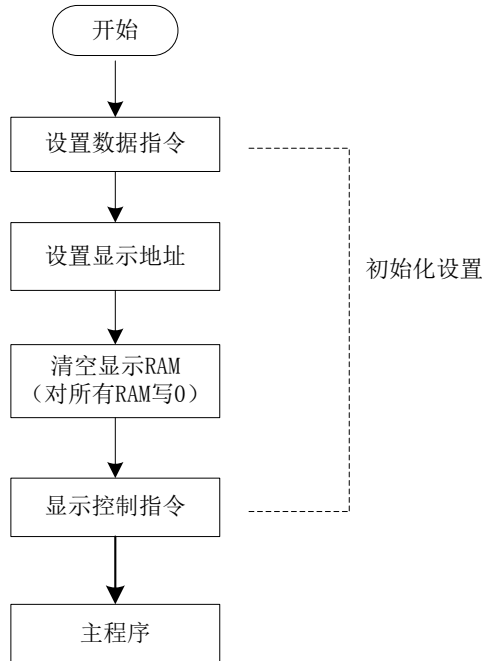 开始
设置数据指令
设置显示地址
初始化设置
清空显示RAM
（对所有RAM写0）
显示控制指令
主程序